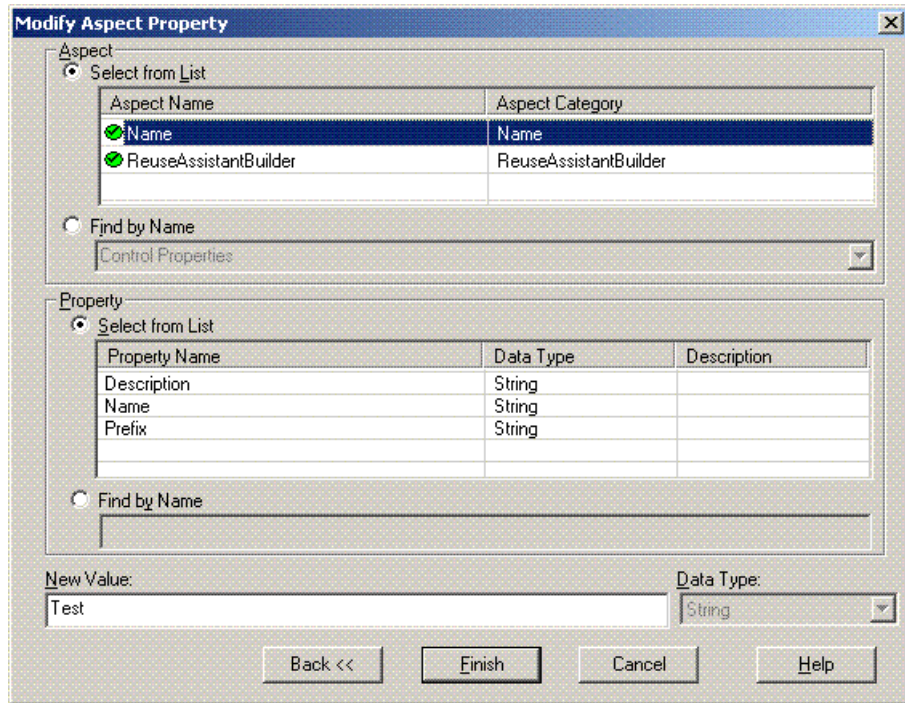 Modify Aspect Property
Aspect
Select from List
Aspect Name Aspect Category
Name Name
ReuseAssistantBuilder ReuseAssistantBuilder
Find by Name
Control Properties
Property
Select from List
Property Name Data Type Description
Description String
Name String
Prefix String
Find by Name
New Value: Data Type:
Test String
Back << Finish Cancel Help